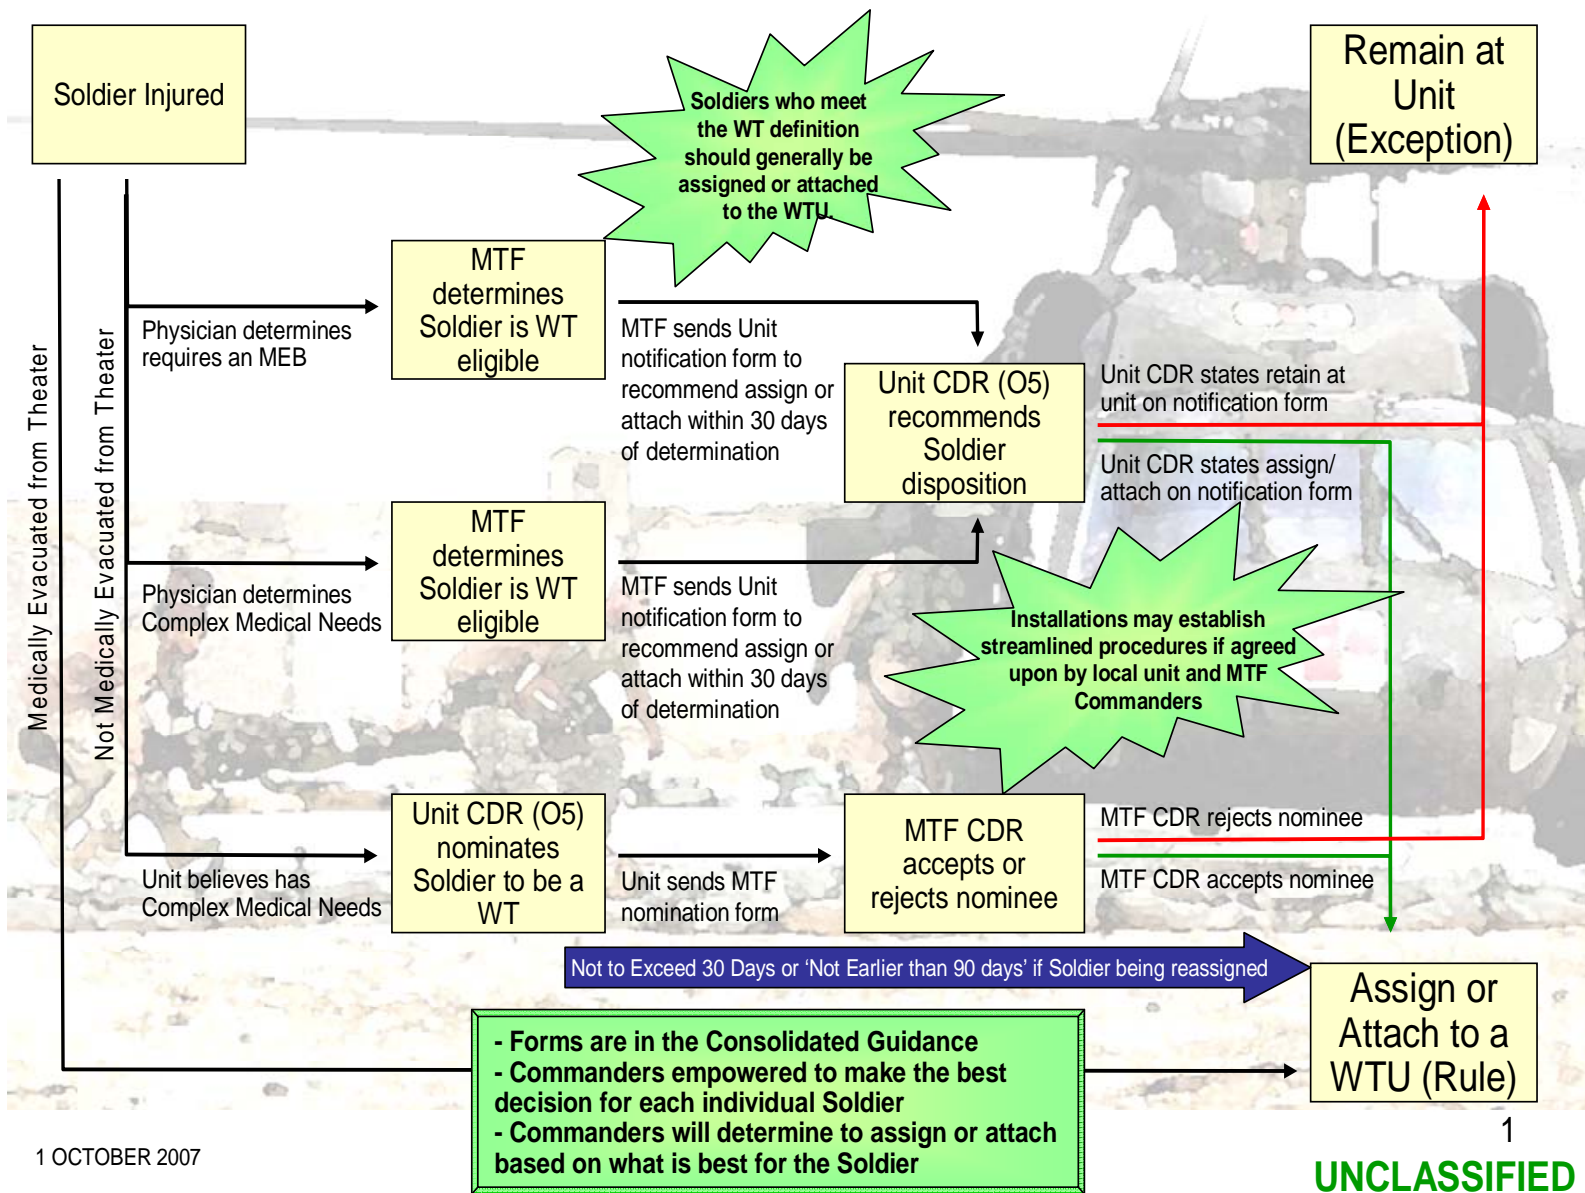 Soldier Injured
Soldiers who meet
the WT definition
should generally be
assigned or attached
to the WTU.
Remain at
Unit
(Exception)
Medically Evacuated from Theater
Not Medically Evacuated from Theater
Physician determines
requires an MEB
MTF
determines
Soldier is WT
eligible
MTF sends Unit
notification form to
recommend assign or
attach within 30 days
of determination
Unit CDR (O5)
recommends
Soldier
disposition
Unit CDR states retain at
unit on notification form
Unit CDR states assign/
attach on notification form
Physician determines
Complex Medical Needs
MTF
determines
Soldier is WT
eligible
MTF sends Unit
notification form to
recommend assign or
attach within 30 days
of determination
Installations may establish
streamlined procedures if agreed
upon by local unit and MTF
Commanders
Unit believes has
Complex Medical Needs
Unit CDR (O5)
nominates
Soldier to be a
WT
Unit sends MTF
nomination form
MTF CDR
accepts or
rejects nominee
MTF CDR rejects nominee
MTF CDR accepts nominee
Not to Exceed 30 Days or ‘Not Earlier than 90 days’ if Soldier being reassigned
Assign or
Attach to a
WTU (Rule)
- Forms are in the Consolidated Guidance
- Commanders empowered to make the best
decision for each individual Soldier
- Commanders will determine to assign or attach
based on what is best for the Soldier
1 OCTOBER 2007
1
UNCLASSIFIED